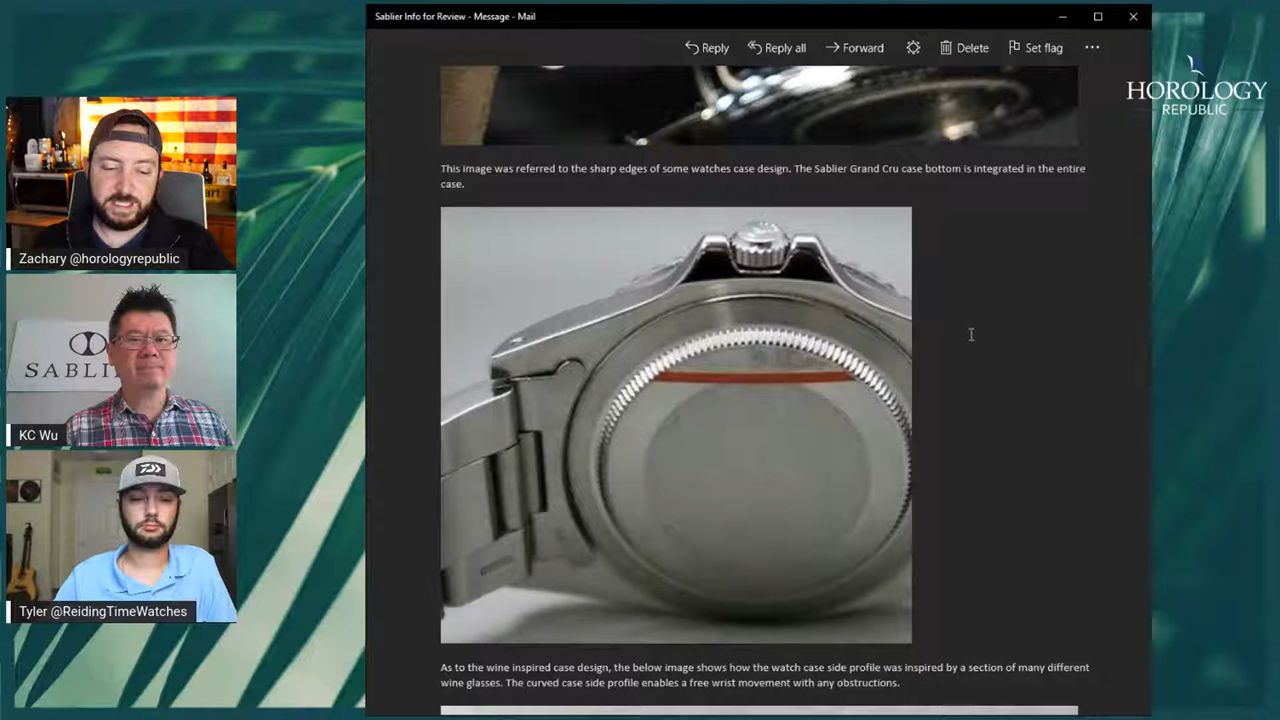 Sablier Info for Review - Message - Mail
Reply
Reply all
Forward
Delete
Set flag
HOROLOGY
REPUBLIC
This image was referred to the sharp edges of some watches case design. The Sablier Grand Cru case bottom is integrated in the entire
case.
Zachary @horologyrepublic
SABLI
KC Wu
Tyler @ReidingTimeWatches
As to the wine inspired case design, the below image shows how the watch case side profile was inspired by a section of many different
wine glasses. The curved case side profile enables a free wrist movement with any obstructions.